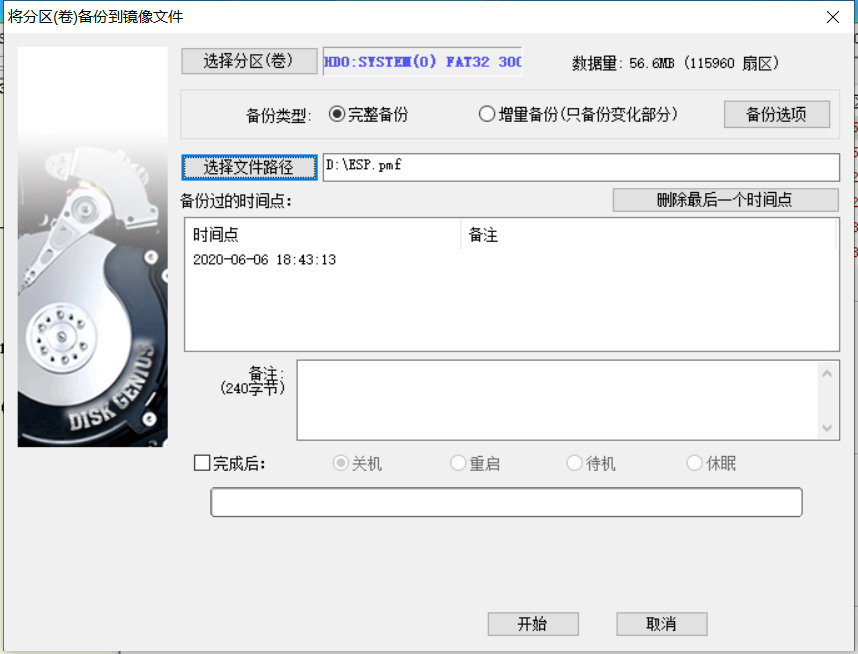 将分区(卷)备份到镜像文件
选择分区(卷) HD0:SYSTEM(0) FAT32 300 数据量: 56.6MB (115960 扇区)
备份类型: 完整备份 增量备份(只备份变化部分) 备份选项
选择文件路径 D:\ESP.pmf
备份过的时间点: 删除最后一个时间点
时间点 备注
2020-06-06 18:43:13
备注:
(240字节)
DISK GENIUS
完成后: 关机 重启 待机 休眠
开始 取消